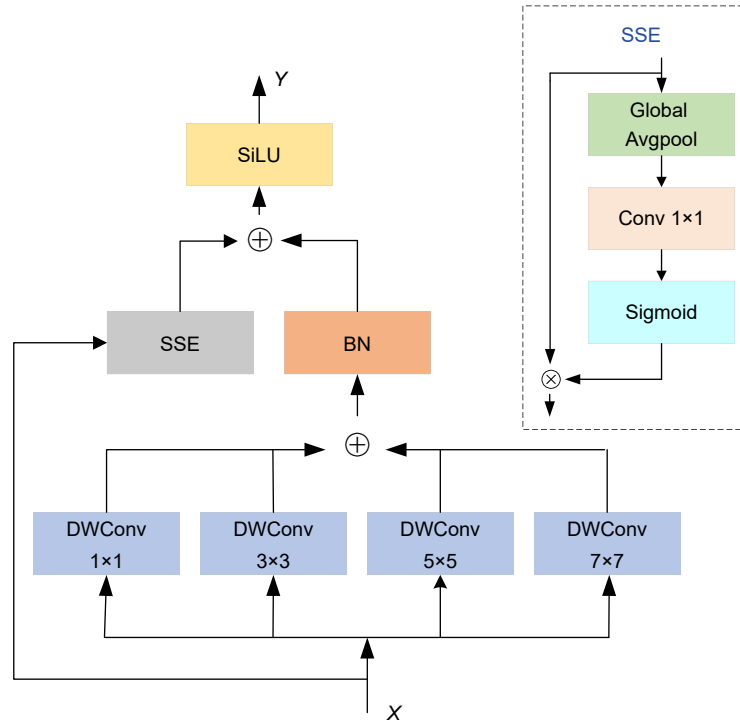 Y
SiLU
SSE
BN
DWConv
1×1
DWConv
3×3
DWConv
5×5
DWConv
7×7
X
SSE
Global
Avgpool
Conv 1×1
Sigmoid